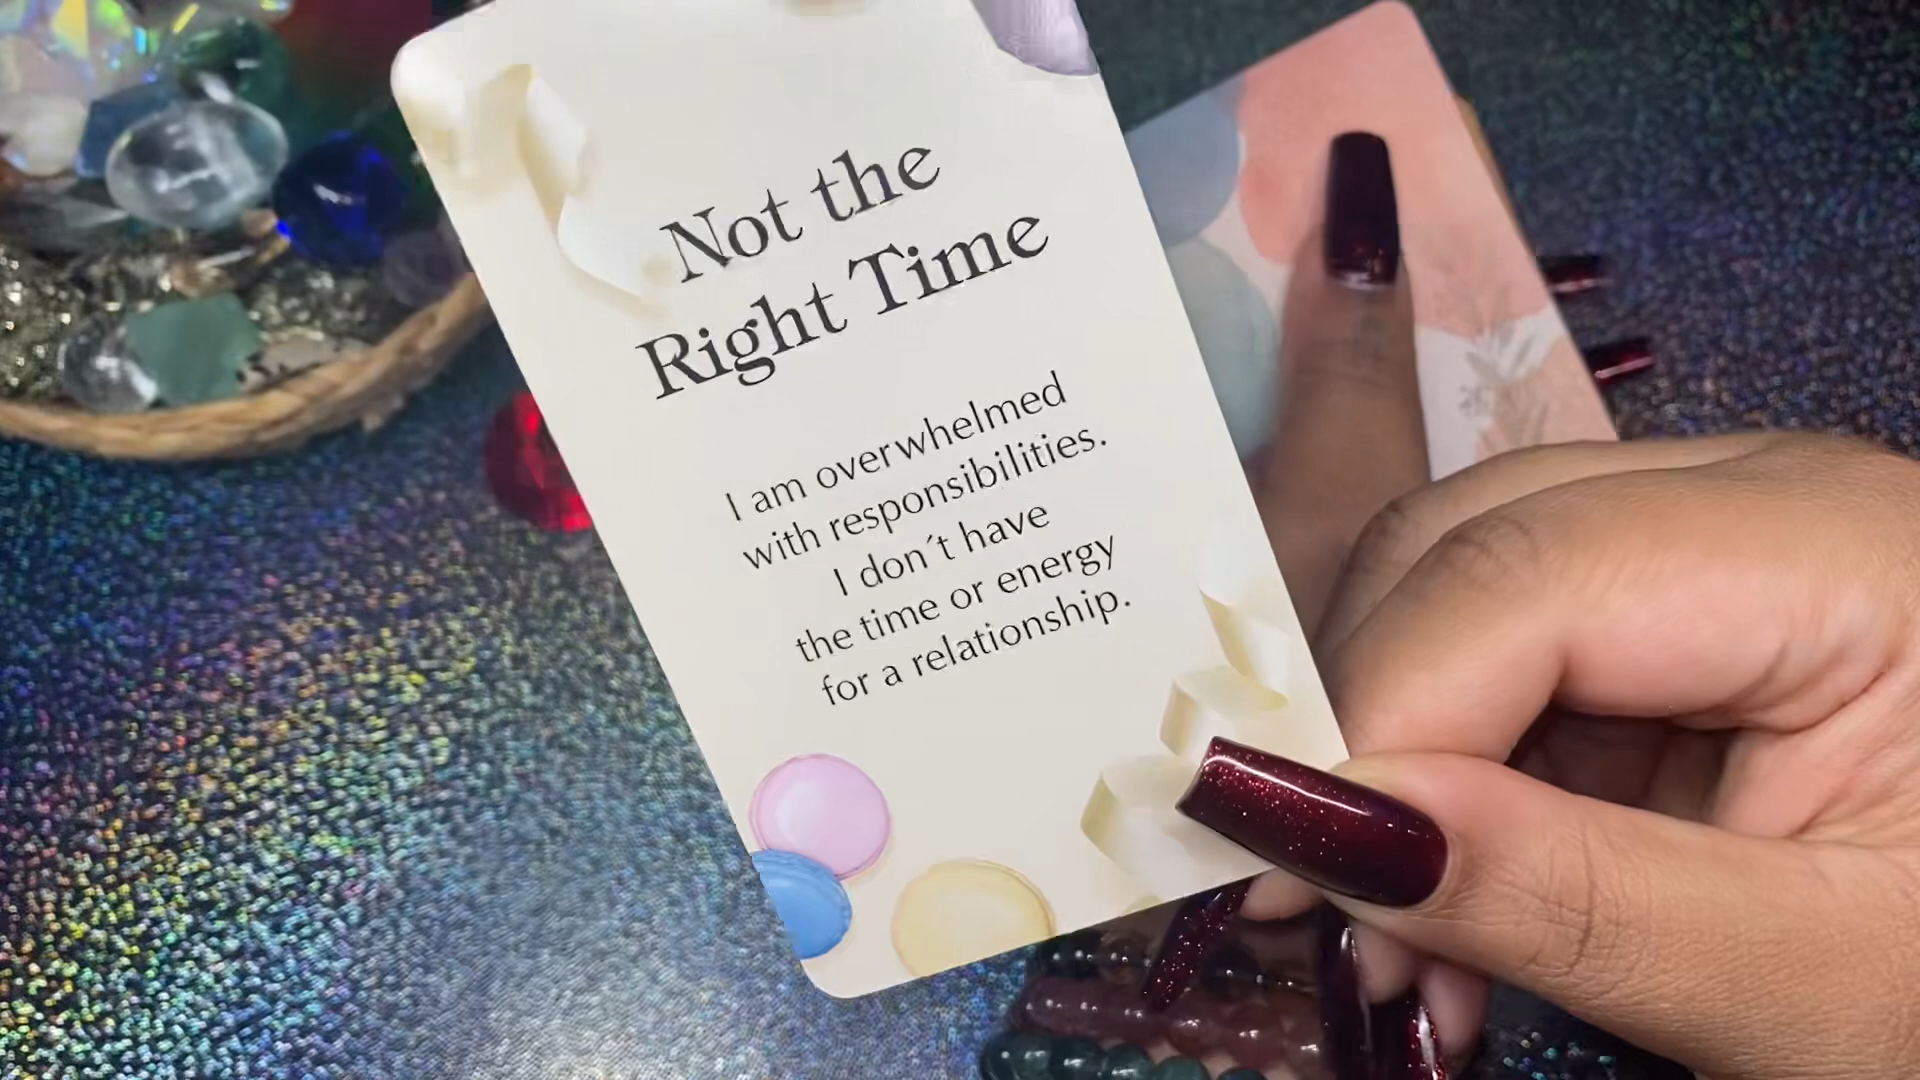 Not the
Right Time
I am overwhelmed
with responsibilities.
I don´t have
the time or energy
for a relationship.